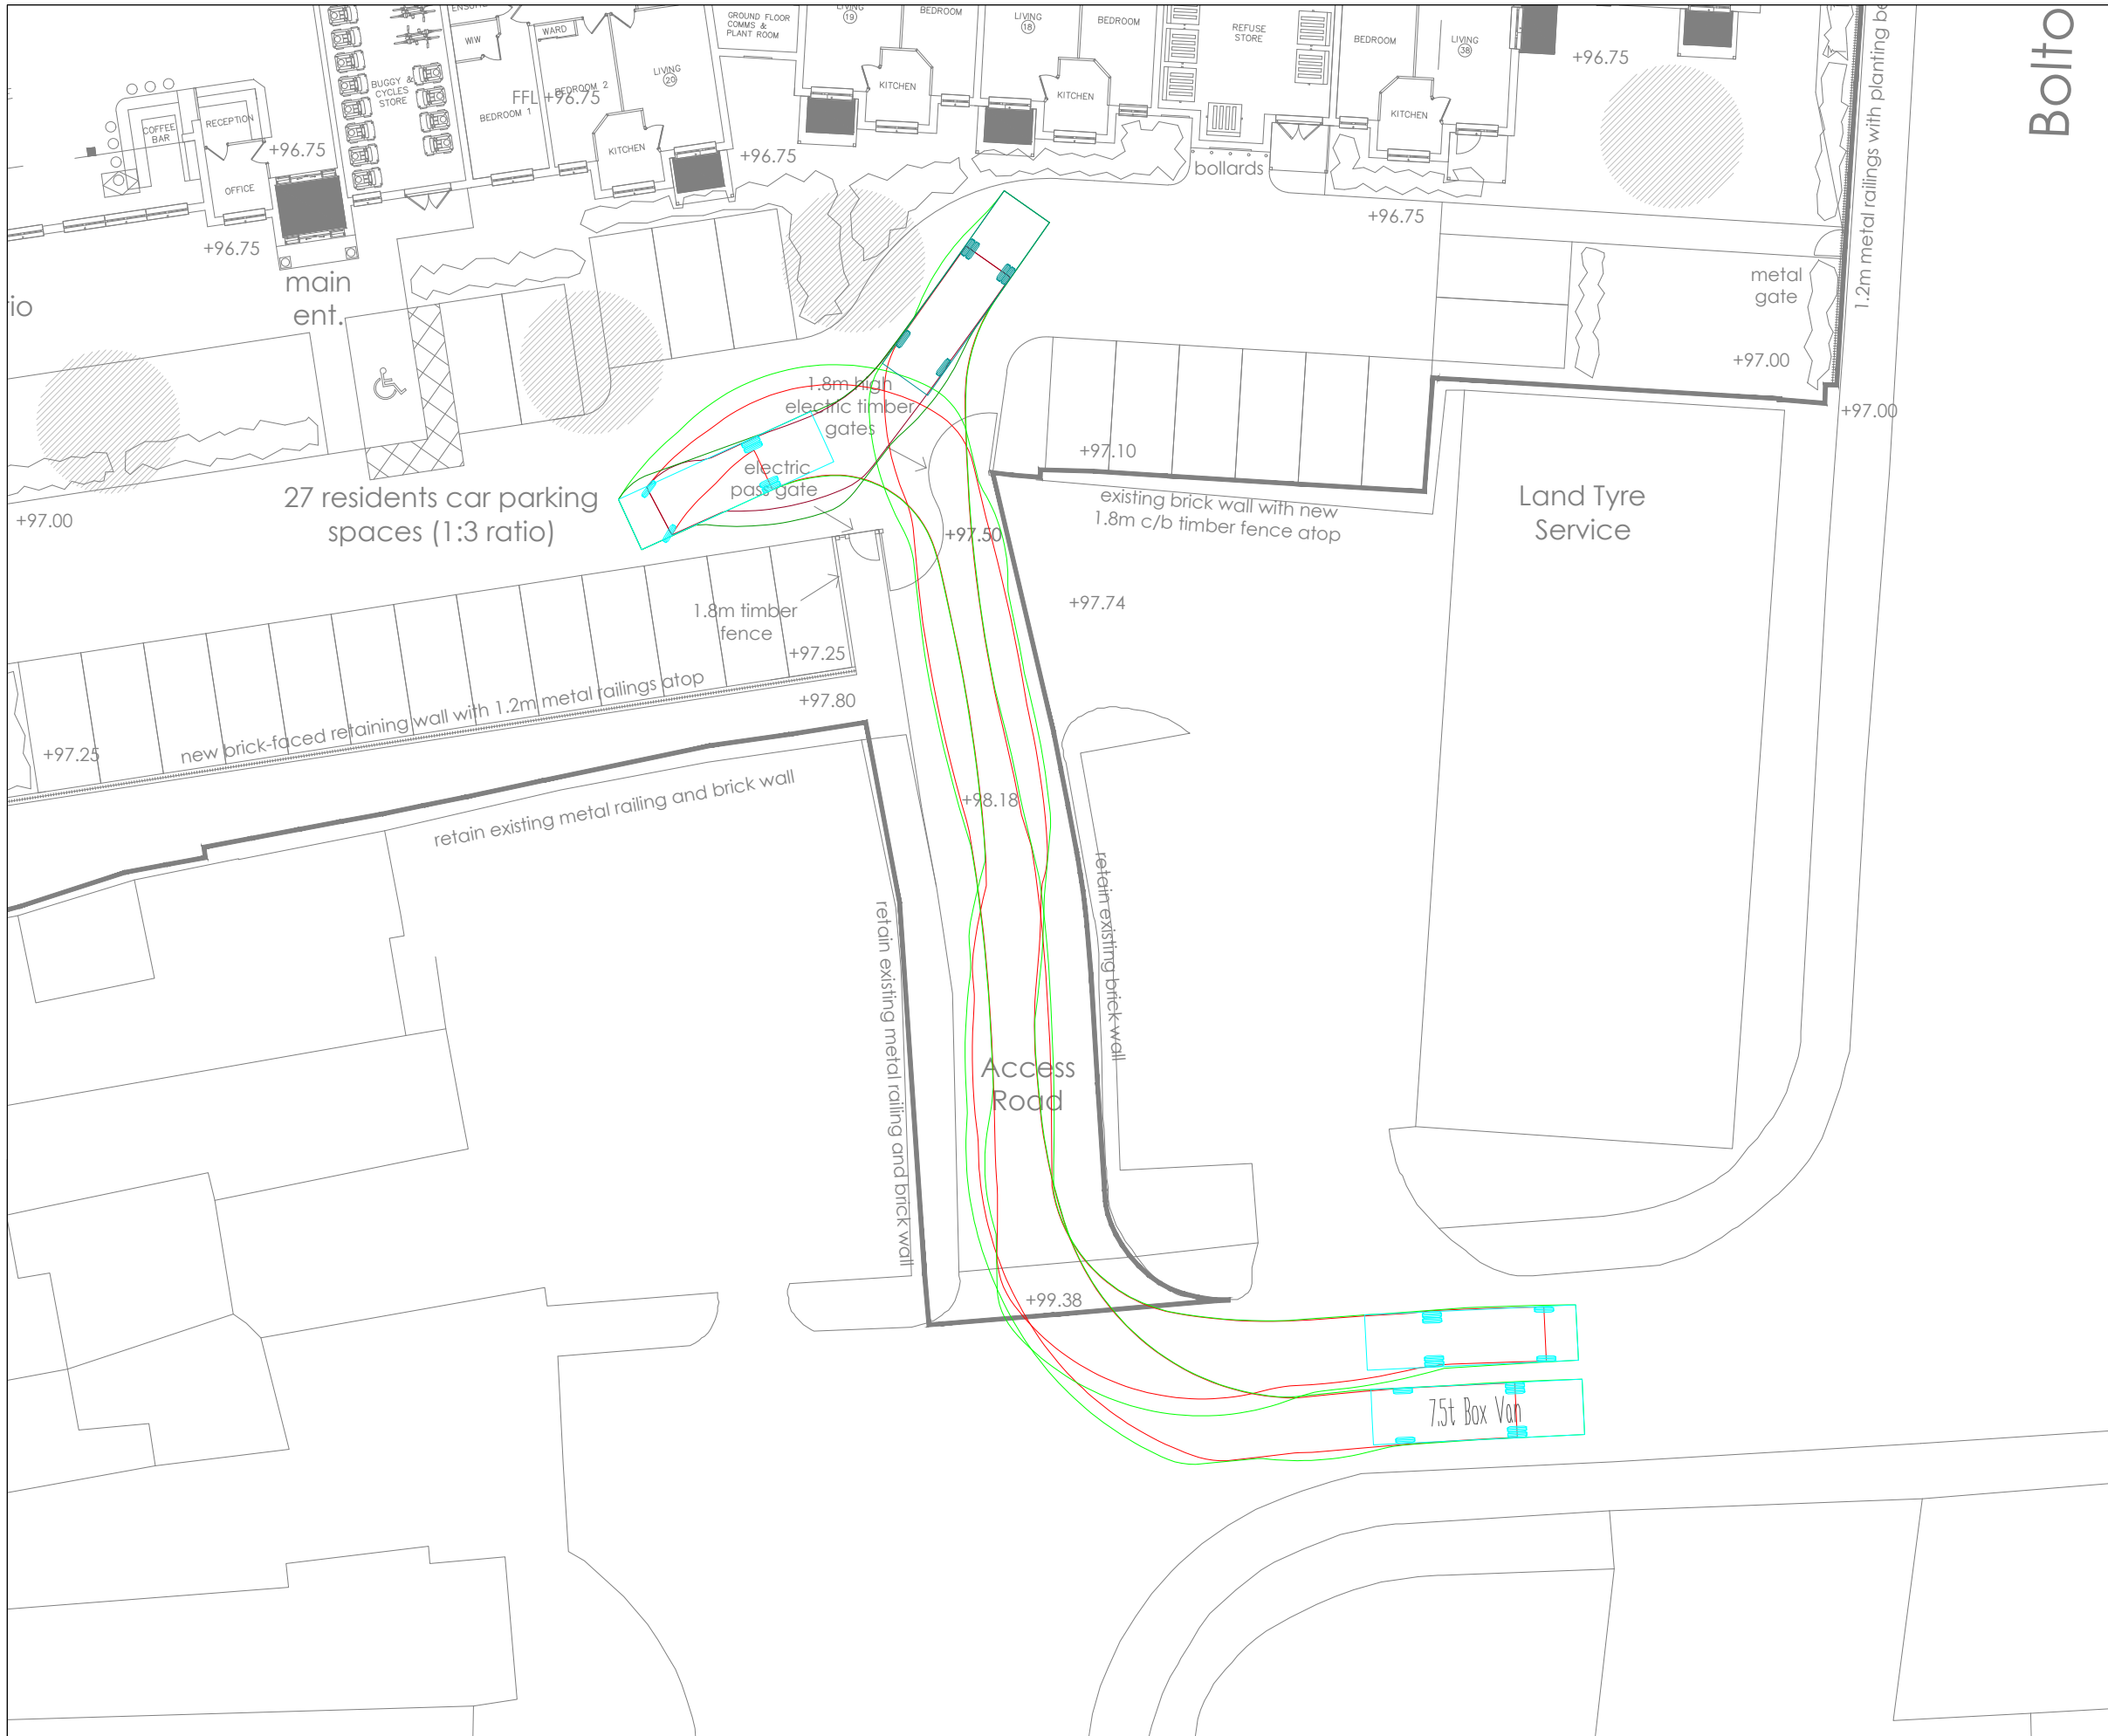 ENSUITE
W/W
WARD
BEDROOM 2
BEDROOM 1
FFL +96.75
LIVING
20
KITCHEN
GROUND FLOOR
COMMS &
PLANT ROOM
LIVING
19
BEDROOM
KITCHEN
LIVING
18
BEDROOM
KITCHEN
REFUSE
STORE
BEDROOM
LIVING
38
KITCHEN
+96.75
Bolto
1.2m metal railings with planting be
BUGGY &
CYCLES
STORE
COFFEE
BAR
RECEPTION
OFFICE
+96.75
+96.75
+96.75
bollards
+96.75
main
ent.
io
metal
gate
+97.00
+97.00
1.8m high
electric timber
gates
electric
pass gate
+97.10
existing brick wall with new
1.8m c/b timber fence atop
Land Tyre
Service
27 residents car parking
spaces (1:3 ratio)
+97.00
+97.50
+97.74
1.8m timber
fence
+97.25
+97.80
new brick-faced retaining wall with 1.2m metal railings atop
+97.25
retain existing metal railing and brick wall
+98.18
retain existing brick wall
retain existing metal railing and brick wall
Access
Road
+99.38
7.5t Box Van